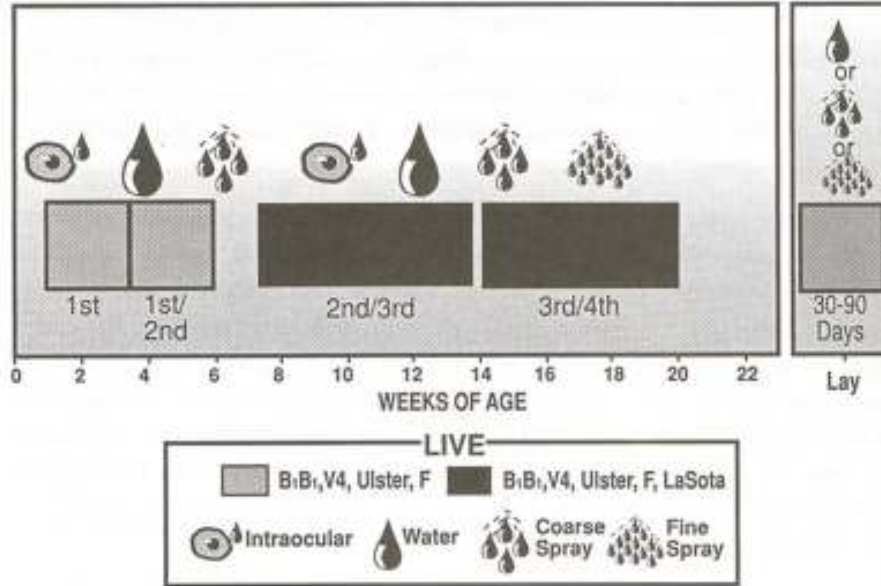 or
or
1st
1st/
2nd
2nd/3rd
3rd/4th
30-90
Days
0 2 4 6 8 10 12 14 16 18 20 22
WEEKS OF AGE
Lay
LIVE
B₁B₁,V4, Ulster, F
B₁B₁,V4, Ulster, F, LaSota
Intraocular
Water
Coarse
Spray
Fine
Spray